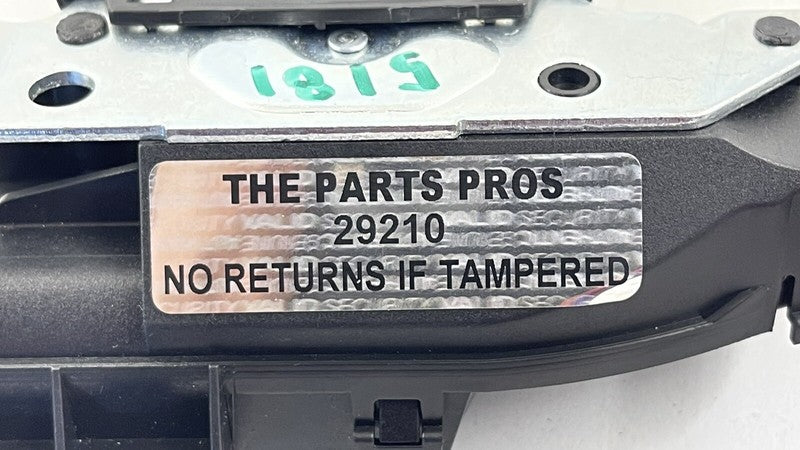 1815
THE PARTS PROS
29210
NO RETURNS IF TAMPERED